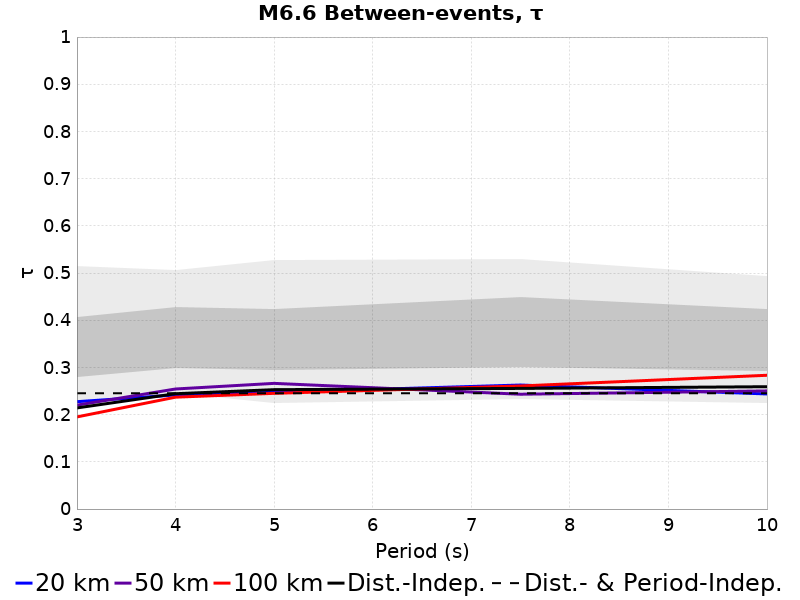 M6.6 Between-events, τ
1
0.9
0.8
0.7
0.6
0.5
0.4
0.3
0.2
0.1
0
τ
3 4 5 6 7 8 9 10
Period (s)
20 km 50 km 100 km Dist.-Indep. Dist.- & Period-Indep.